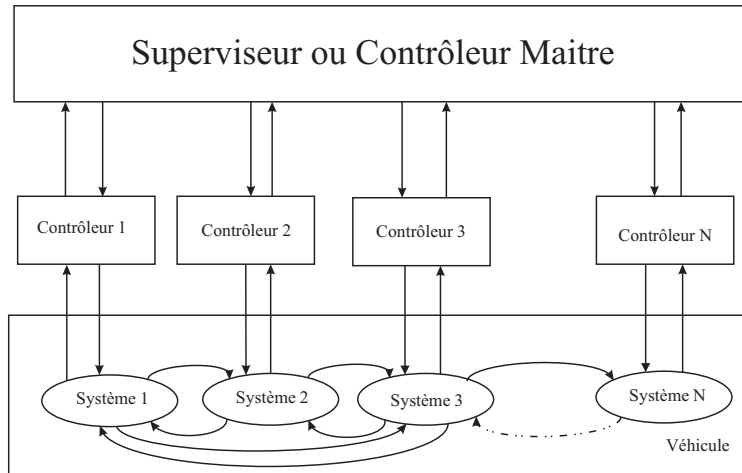 Superviseur ou Contrôleur Maitre
Contrôleur 1
Contrôleur 2
Contrôleur 3
Contrôleur N
Système 1
Système 2
Système 3
Système N
Véhicule